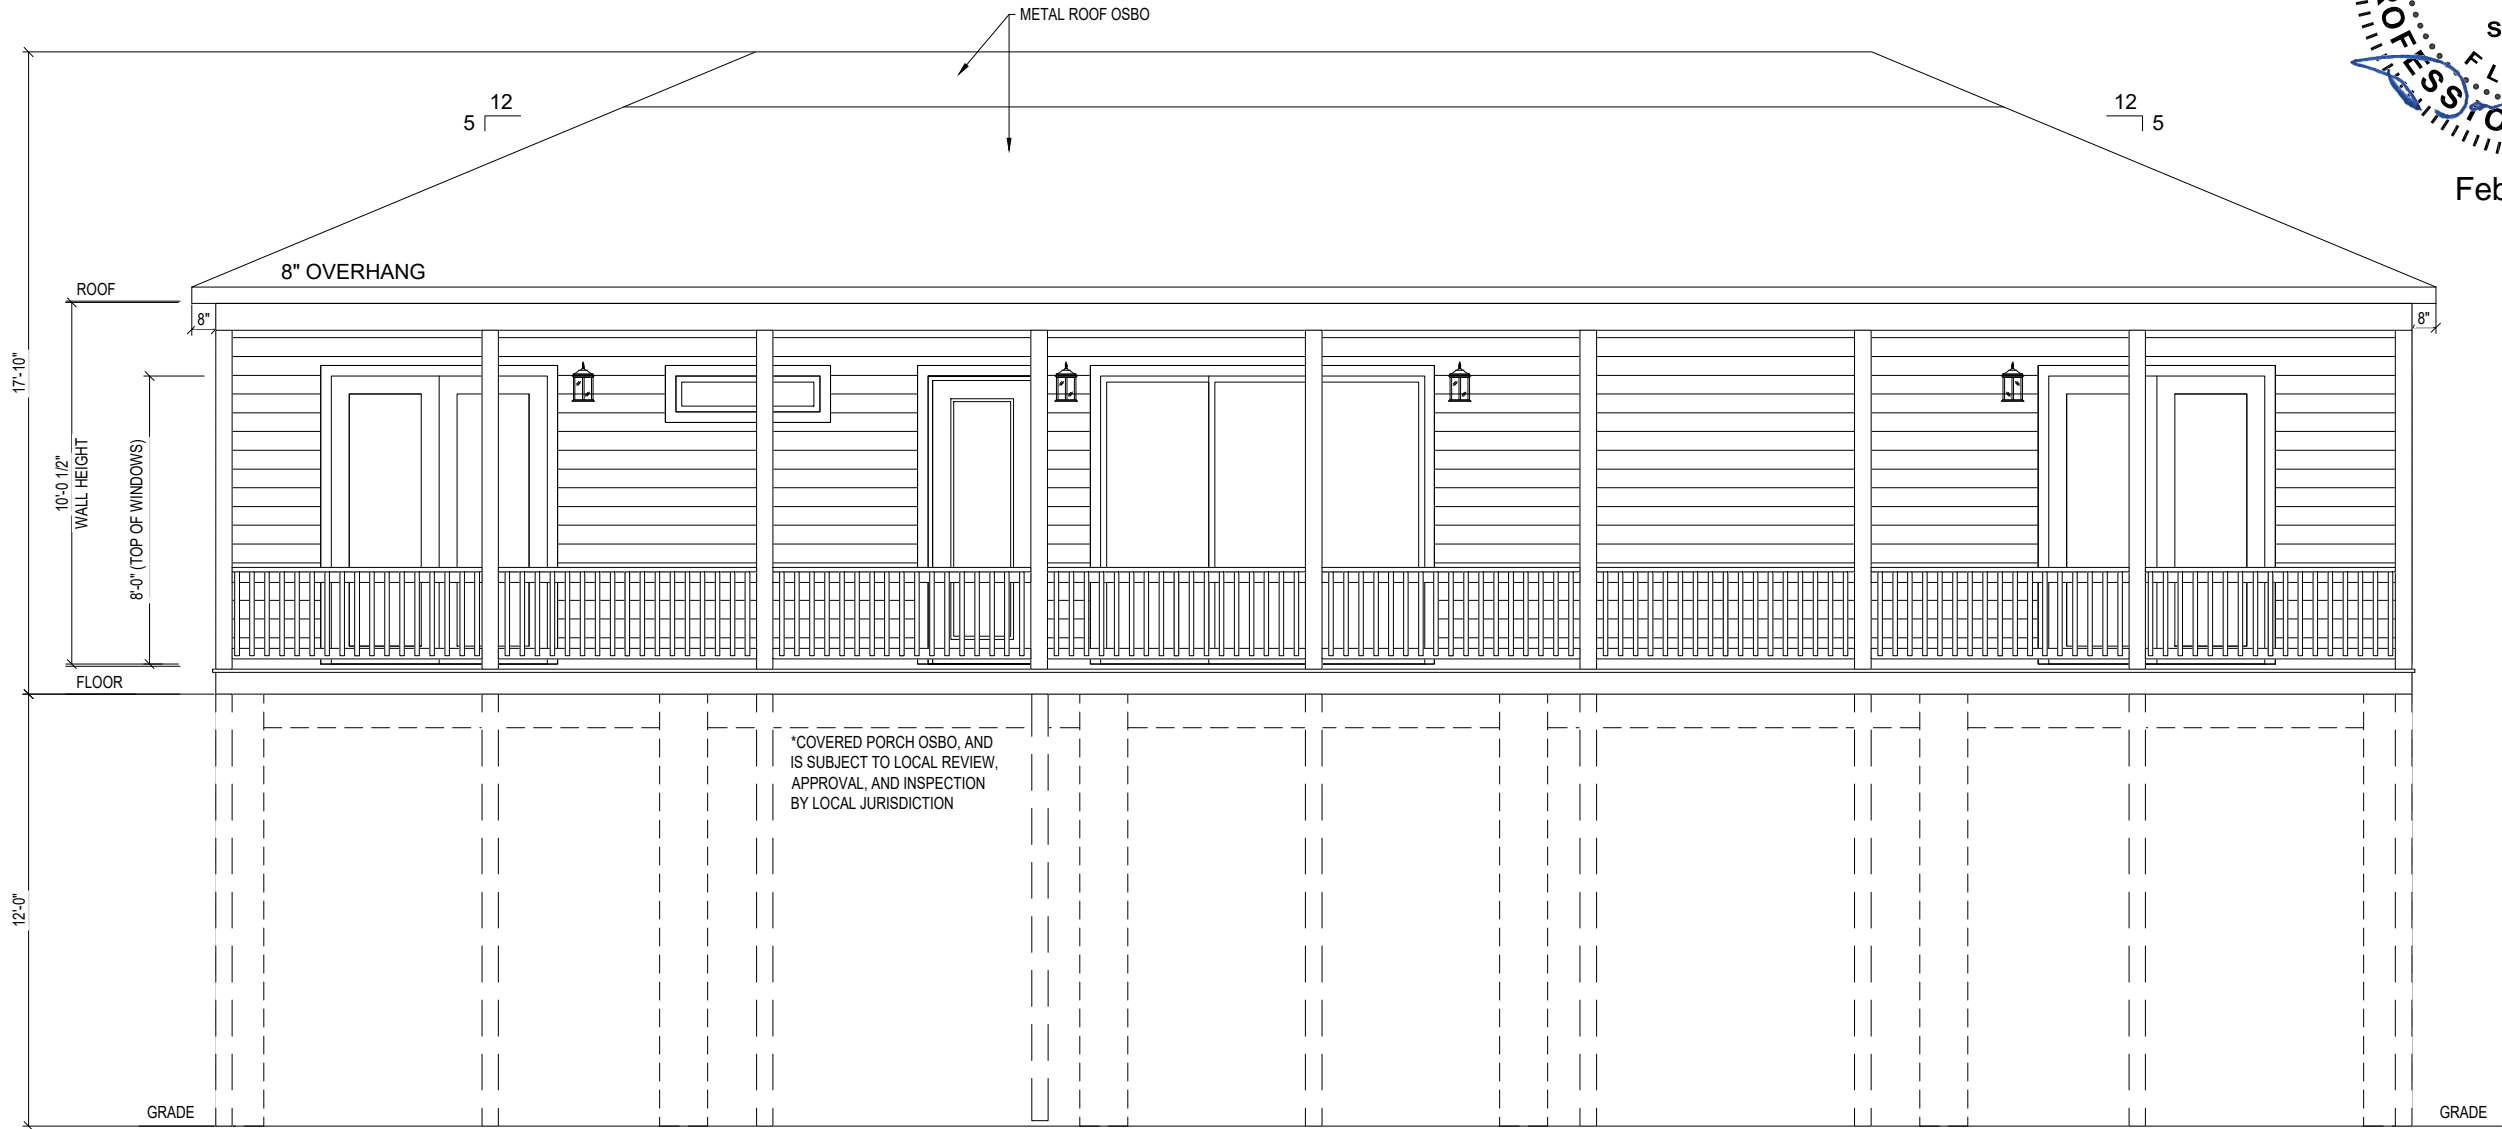 METAL ROOF OSBO
12
5
12
5
8" OVERHANG
ROOF
8"
8"
17'-10"
10'-0 1/2"
WALL HEIGHT
8'-0" (TOP OF WINDOWS)
FLOOR
*COVERED PORCH OSBO, AND
IS SUBJECT TO LOCAL REVIEW,
APPROVAL, AND INSPECTION
BY LOCAL JURISDICTION
12'-0"
GRADE
GRADE
Feb